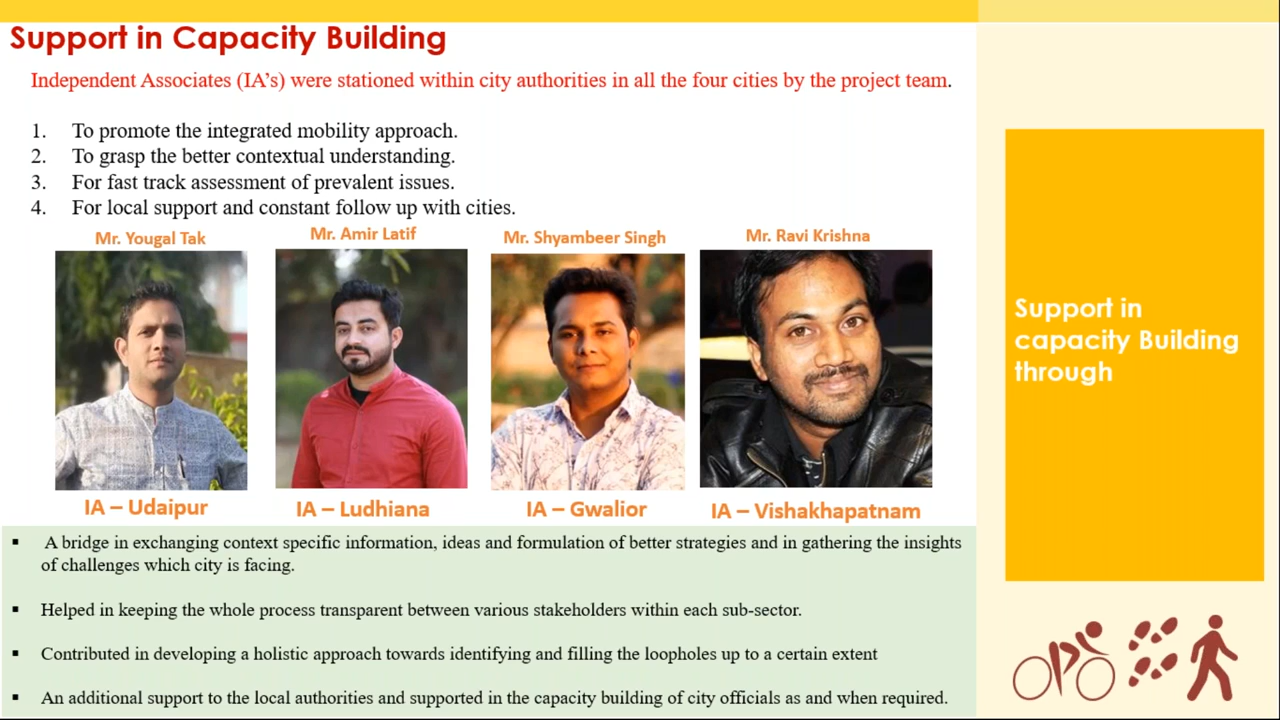 Support in Capacity Building
Independent Associates (IA's) were stationed within city authorities in all the four cities by the project team.
1. To promote the integrated mobility approach.
2. To grasp the better contextual understanding.
3. For fast track assessment of prevalent issues.
4. For local support and constant follow up with cities.
Mr. Yougal Tak
Mr. Amir Latif
Mr. Shyambeer Singh
Mr. Ravi Krishna
IA – Udaipur
IA – Ludhiana
IA – Gwalior
IA – Vishakhapatnam
▪ A bridge in exchanging context specific information, ideas and formulation of better strategies and in gathering the insights
of challenges which city is facing.
▪ Helped in keeping the whole process transparent between various stakeholders within each sub-sector.
▪ Contributed in developing a holistic approach towards identifying and filling the loopholes up to a certain extent
▪ An additional support to the local authorities and supported in the capacity building of city officials as and when required.
Support in
capacity Building
through